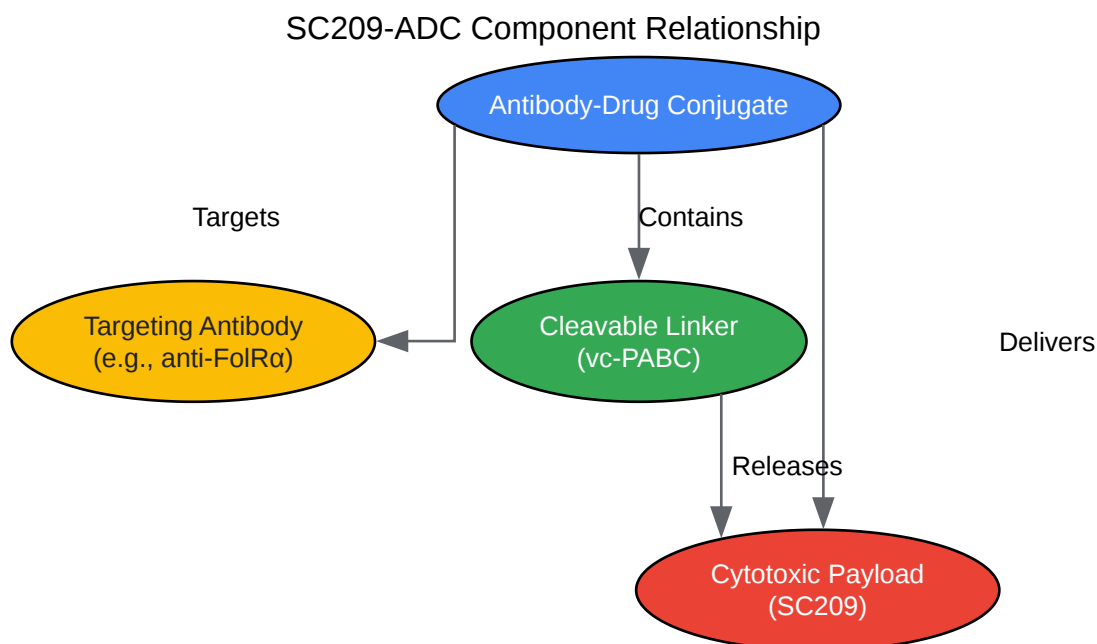 SC209-ADC Component Relationship
Antibody-Drug Conjugate
Targets
Contains
Targeting Antibody
(e.g., anti-FolRα)
Cleavable Linker
(vc-PABC)
Delivers
Releases
Cytotoxic Payload
(SC209)